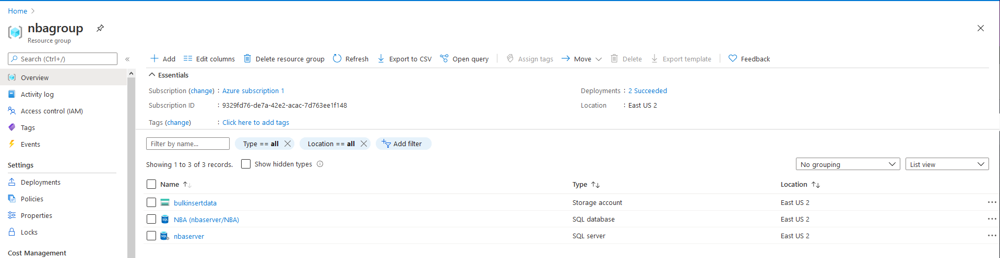 Home >
nbagroup
Resource group
Search (Ctrl+/)
«
Add
Edit columns
Delete resource group
Refresh
Export to CSV
Open query
Assign tags
Move
Delete
Export template
Feedback
Overview
Activity log
Access control (IAM)
Tags
Events
Settings
Deployments
Policies
Properties
Locks
Cost Management
Essentials
Subscription (change) : Azure subscription 1
Deployments : 2 Succeeded
Subscription ID : 9329fd76-de7a-42e2-acac-7d763ee1f148
Location : East US 2
Tags (change) : Click here to add tags
Filter by name...
Type == all
Location == all
Add filter
Showing 1 to 3 of 3 records.
Show hidden types
No grouping
List view
Name ↑↓ Type ↑↓ Location ↑↓
bulkinsertdata Storage account East US 2 ...
SQL NBA (nbaserver/NBA) SQL database East US 2 ...
SQL nbaserver SQL server East US 2 ...